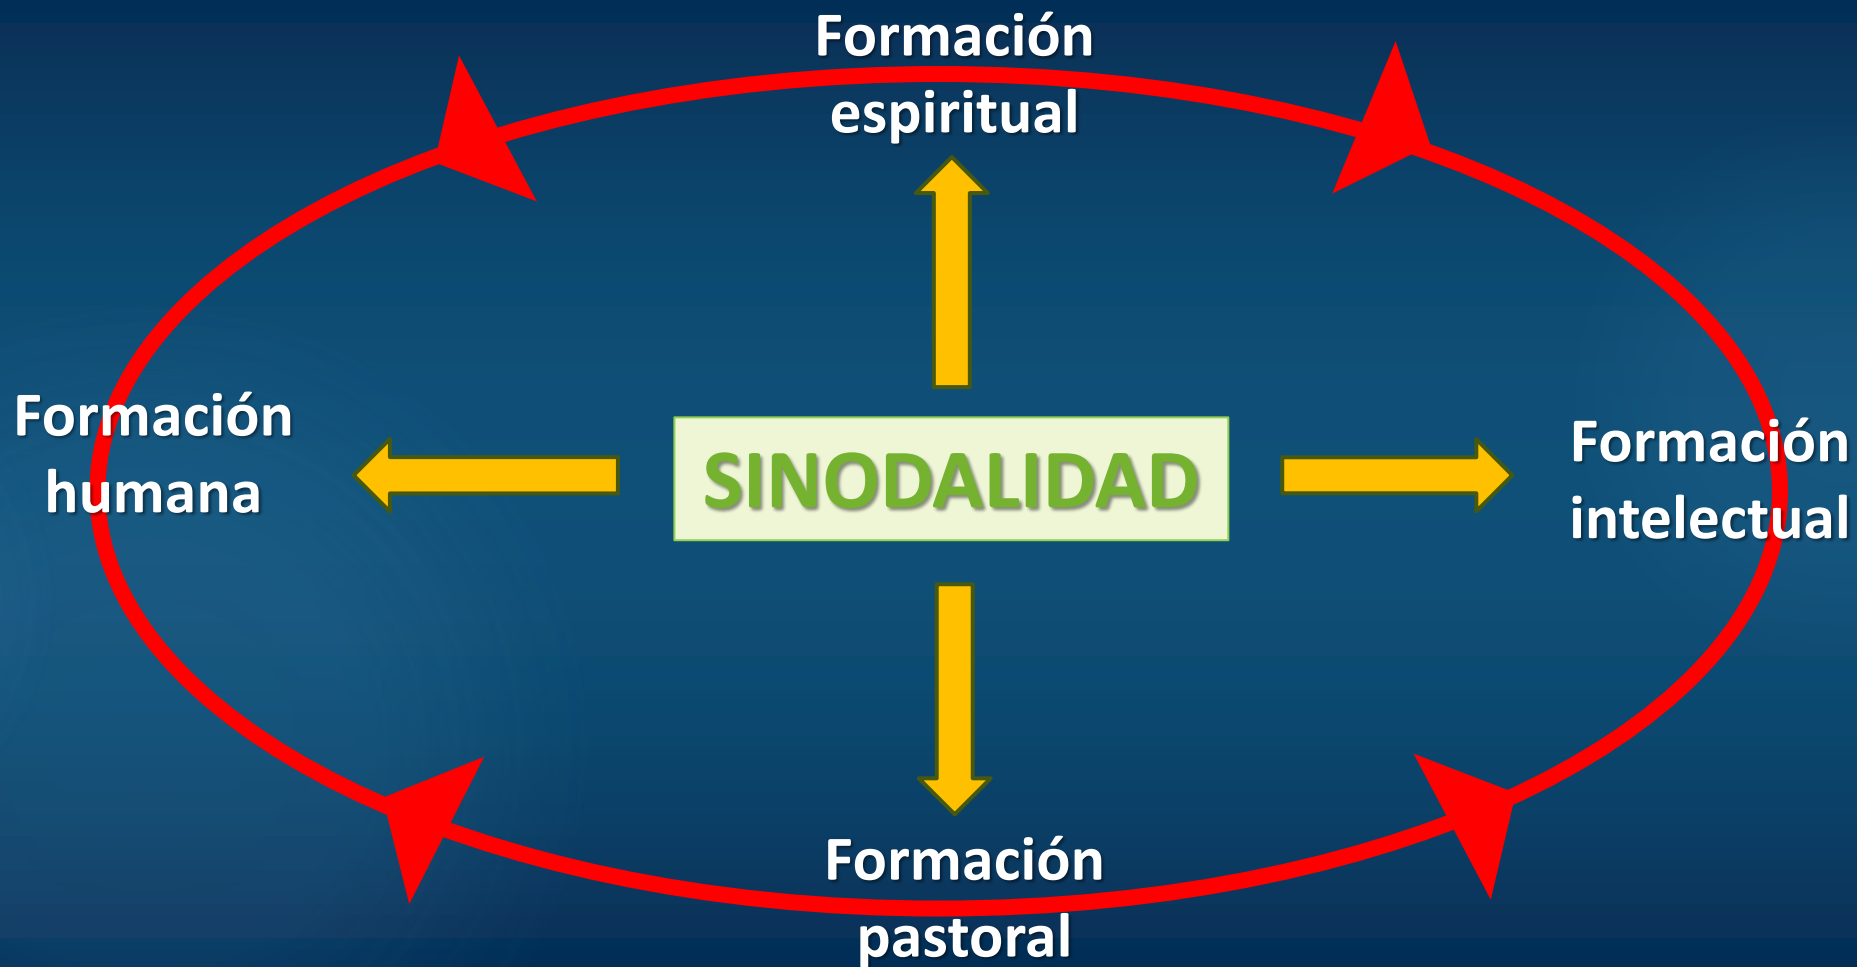 Formación
espiritual
Formación
humana
SINODALIDAD
Formación
intelectual
Formación
pastoral